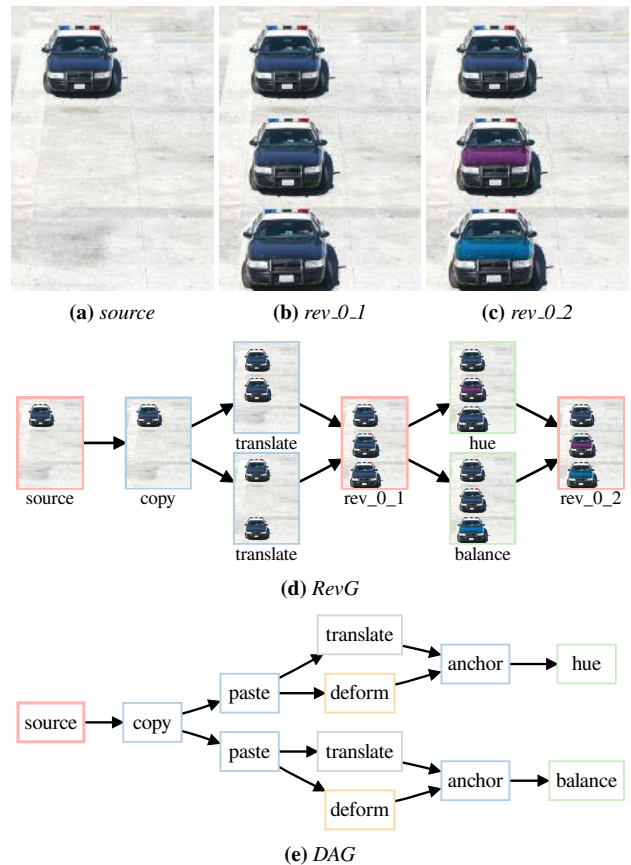 (a) source
(b) rev_0_1
(c) rev_0_2
source
copy
translate
translate
rev_0_1
hue
balance
rev_0_2
(d) RevG
source
copy
paste
paste
translate
deform
translate
deform
anchor
anchor
hue
balance
(e) DAG